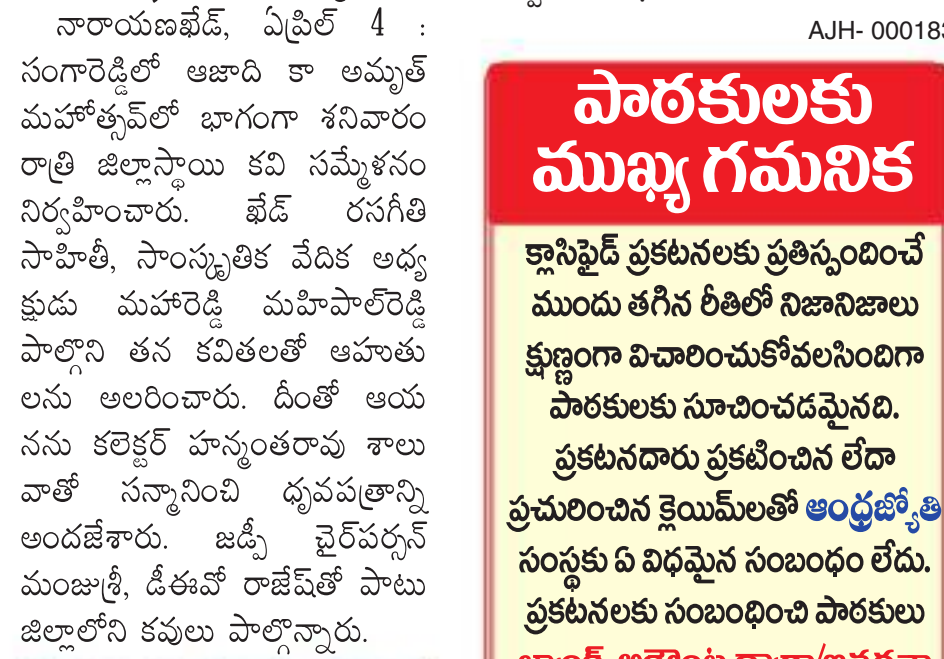 నారాయణఖేడ్, ఏప్రిల్ 4 :
సంగారెడ్డిలో ఆజాది కా అమృత్
మహోత్సవ్‌లో భాగంగా శనివారం
రాత్రి జిల్లాస్థాయి కవి సమ్మేళనం
నిర్వహించారు. ఖేడ్ రసగీతి
సాహితీ, సాంస్కృతిక వేదిక అధ్య
క్షుడు మహారెడ్డి మహిపాల్‌రెడ్డి
పాల్గొని తన కవితలతో ఆహుతు
లను అలరించారు. దీంతో ఆయ
నను కలెక్టర్ హన్మంతరావు శాలు
వాతో సన్మానించి ధృవపత్రాన్ని
అందజేశారు. జడ్పీ చైర్‌పర్సన్
మంజుశ్రీ, డీఈవో రాజేష్‌తో పాటు
జిల్లాలోని కవులు పాల్గొన్నారు.
AJH- 000183
పాఠకులకు
ముఖ్య గమనిక
క్లాసిఫైడ్ ప్రకటనలకు ప్రతిస్పందించే
ముందు తగిన రీతిలో నిజానిజాలు
క్షుణ్ణంగా విచారించుకోవలసిందిగా
పాఠకులకు సూచించడమైనది.
ప్రకటనదారు ప్రకటించిన లేదా
ప్రచురించిన క్లెయిమ్‌లతో ఆంధ్రజ్యోతి
సంస్థకు ఏ విధమైన సంబంధం లేదు.
ప్రకటనలకు సంబంధించి పాఠకులు